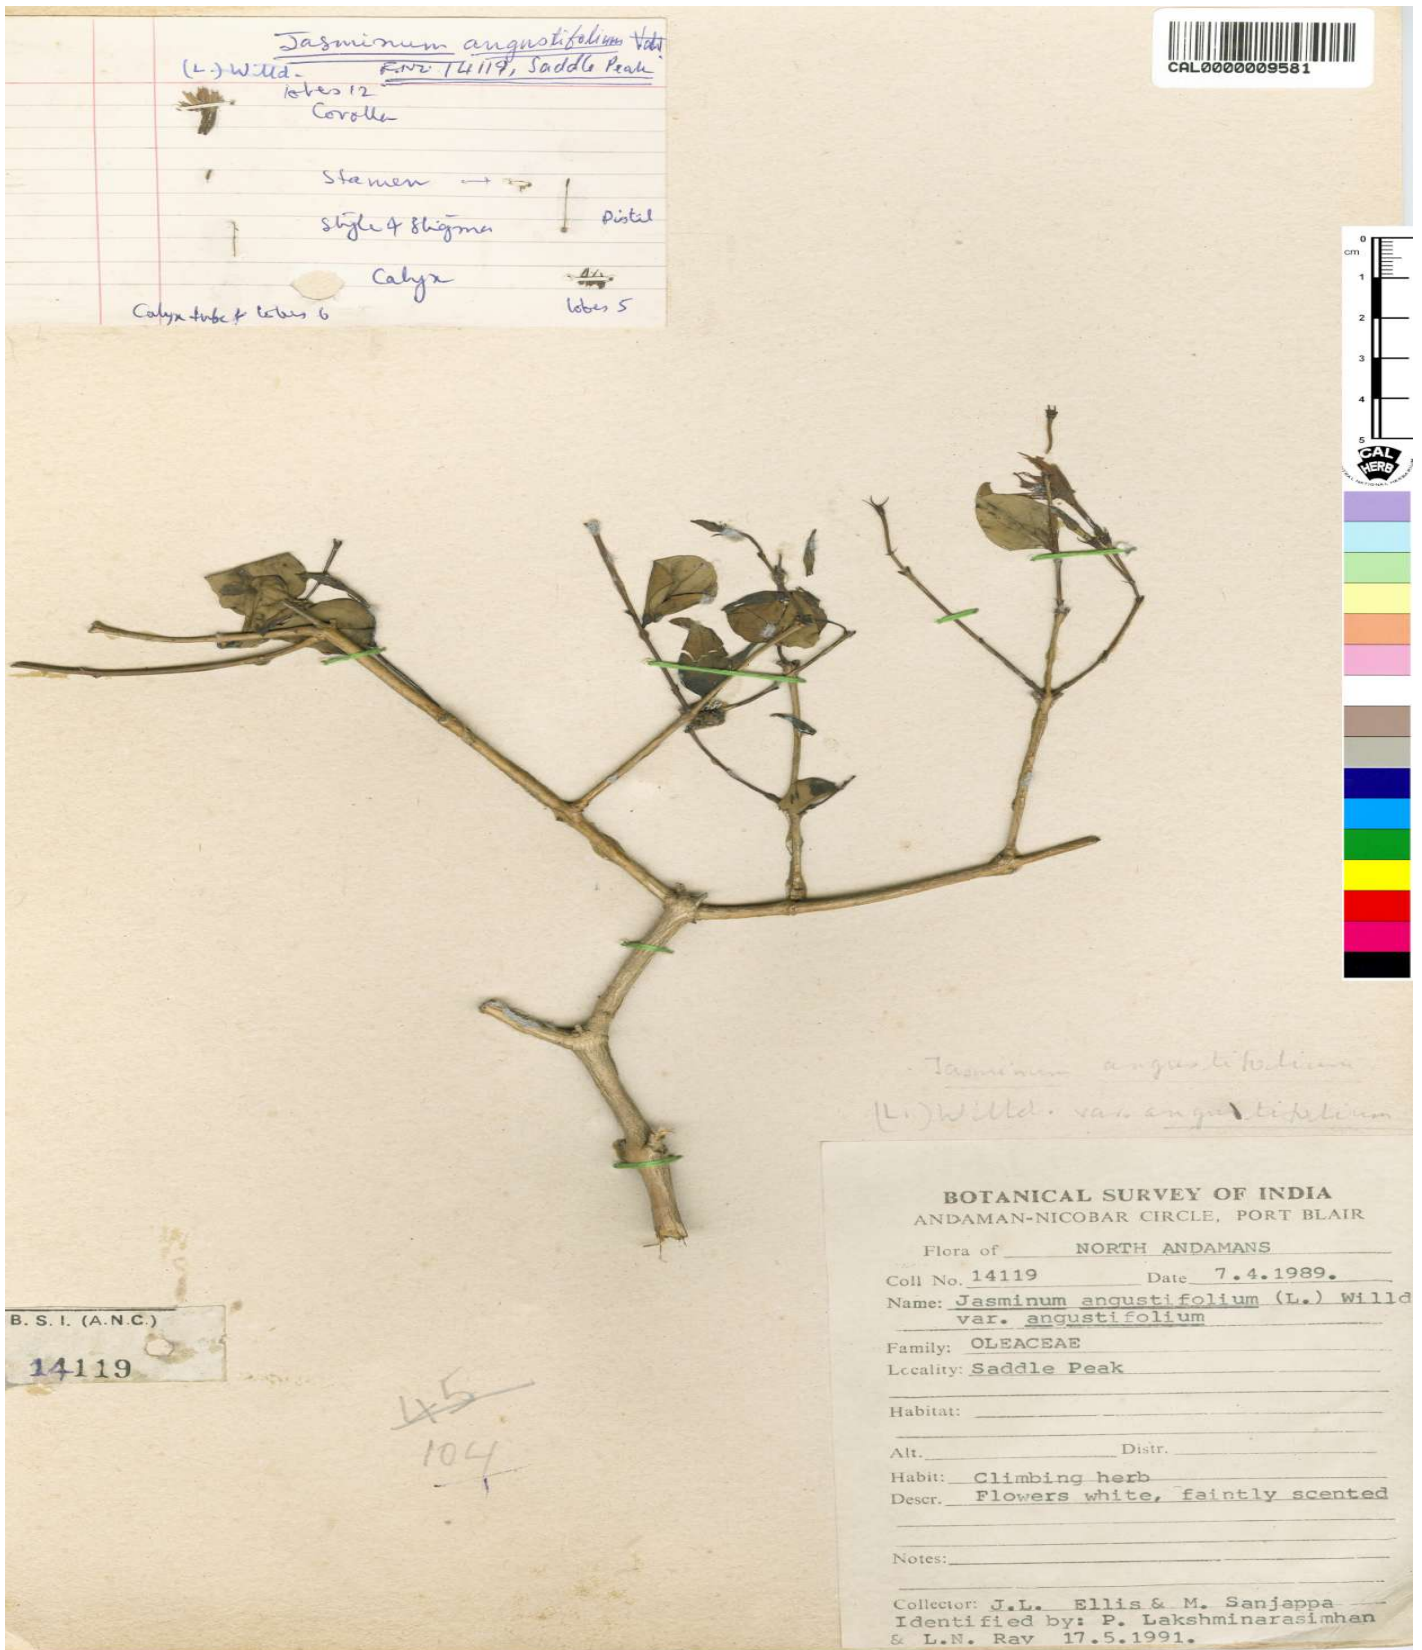 Jasminum angustifolium Vahl
(L.) Willd. F.No. 14119, Saddle Peak
lobes 12
Corolla
Stamen →
Style & Stigma
Pistil
Calyx
Calyx tube & lobes 6
lobes 5
CAL0000009581
cm
0
1
2
3
4
5
CAL
HERB
Jasminum angustifolium
(L.) Willd. var. angustifolium
BOTANICAL SURVEY OF INDIA
ANDAMAN-NICOBAR CIRCLE, PORT BLAIR
Flora of NORTH ANDAMANS
Coll No. 14119 Date 7.4.1989.
Name: Jasminum angustifolium (L.) Willd
var. angustifolium
Family: OLEACEAE
Locality: Saddle Peak
Habitat:
Alt. Distr.
Habit: Climbing herb
Descr. Flowers white, faintly scented
Notes:
Collector: J.L. Ellis & M. Sanjappa
Identified by: P. Lakshminarasimhan
& L.N. Ray 17.5.1991.
B. S. I. (A.N.C.)
14119
45
104